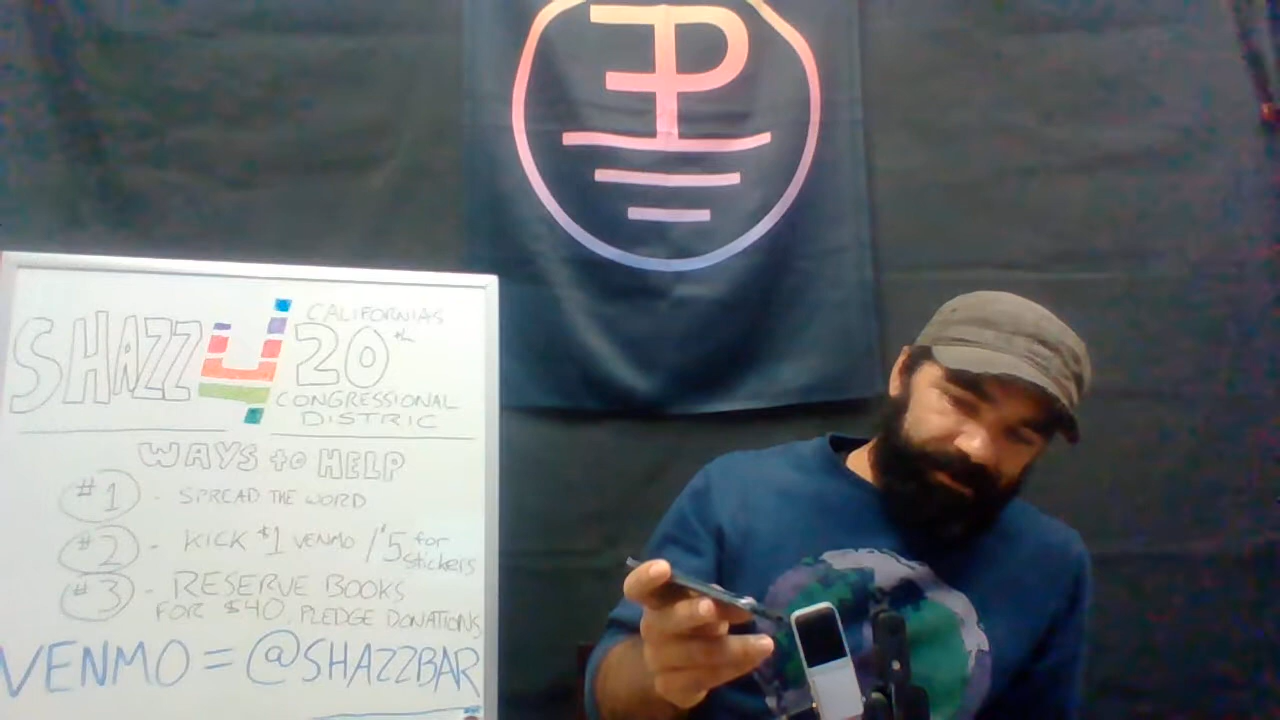 SHAZZ 4 CALIFORNIAS
20th
CONGRESSIONAL
DISTRIC
WAYS to HELP
#1 - SPREAD THE WORD
#2 - KICK $1 VENMO / $5 for
stickers
#3 - RESERVE BOOKS
FOR $40, PLEDGE DONATIONS
VENMO = @SHAZZBAR